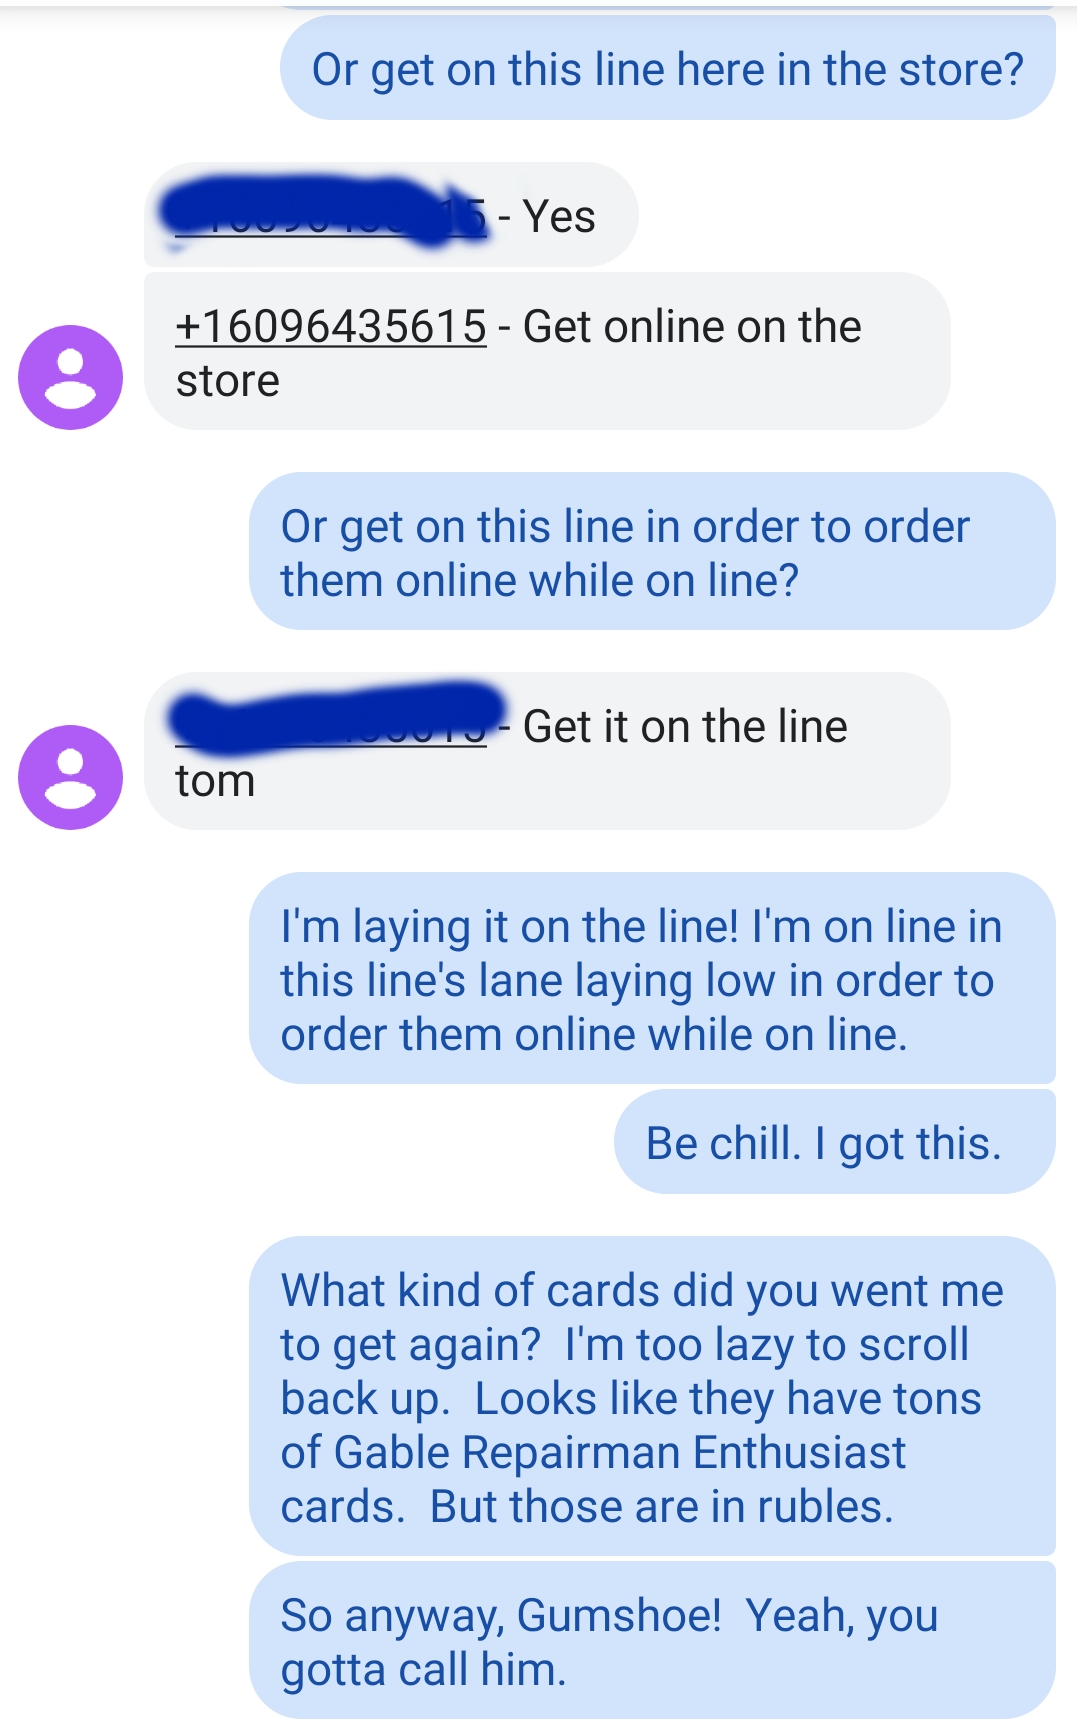 Or get on this line here in the store?
5 - Yes
+16096435615 - Get online on the
store
Or get on this line in order to order
them online while on line?
- Get it on the line
tom
I'm laying it on the line! I'm on line in
this line's lane laying low in order to
order them online while on line.
Be chill. I got this.
What kind of cards did you went me
to get again?  I'm too lazy to scroll
back up.  Looks like they have tons
of Gable Repairman Enthusiast
cards.  But those are in rubles.
So anyway, Gumshoe!  Yeah, you
gotta call him.